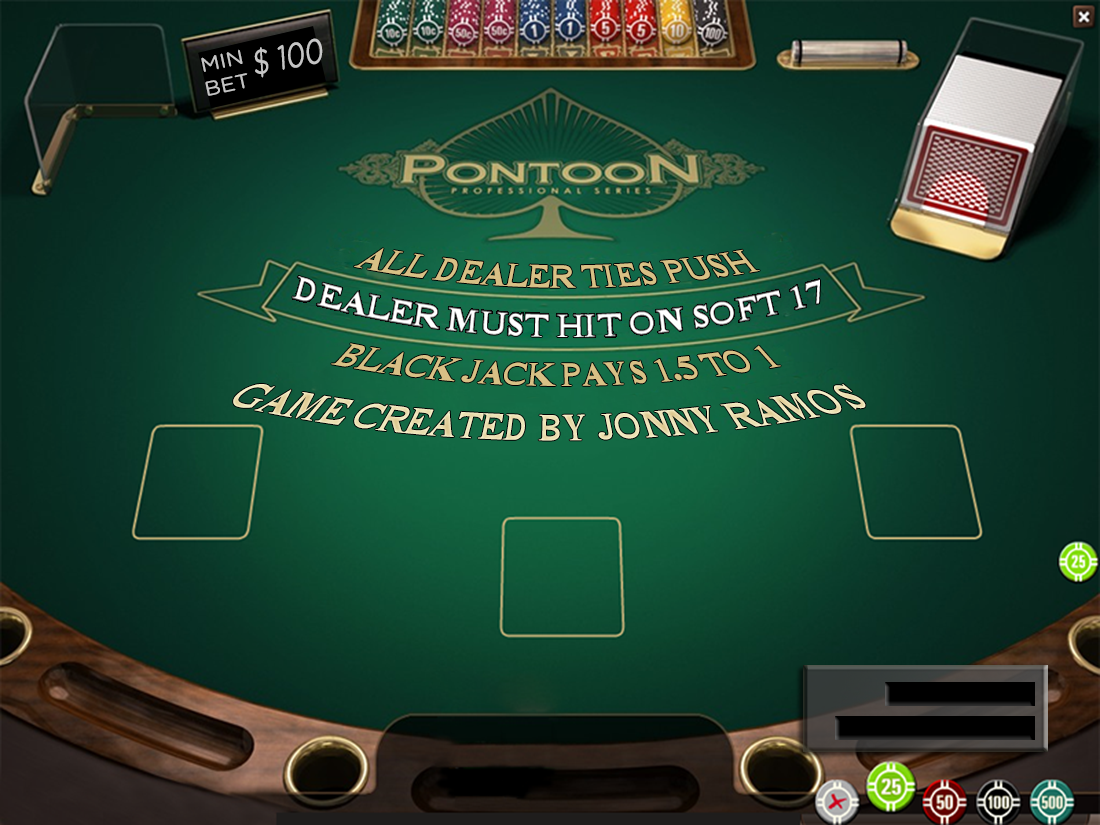 MIN BET $ 100
10c 10c 50c 50c 1 1 5 5 10 100
PONTOON
PROFESSIONAL SERIES
ALL DEALER TIES PUSH
DEALER MUST HIT ON SOFT 17
BLACK JACK PAYS 1.5 TO 1
GAME CREATED BY JONNY RAMOS
25
25 50 100 500